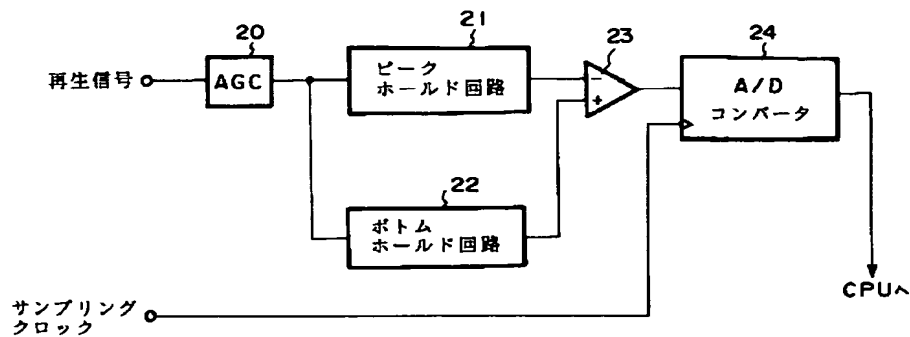 20
21
23
24
再生信号
AGC
ピーク
ホールド回路
-
+
A/D
コンバータ
22
ボトム
ホールド回路
CPUへ
サンプリング
クロック